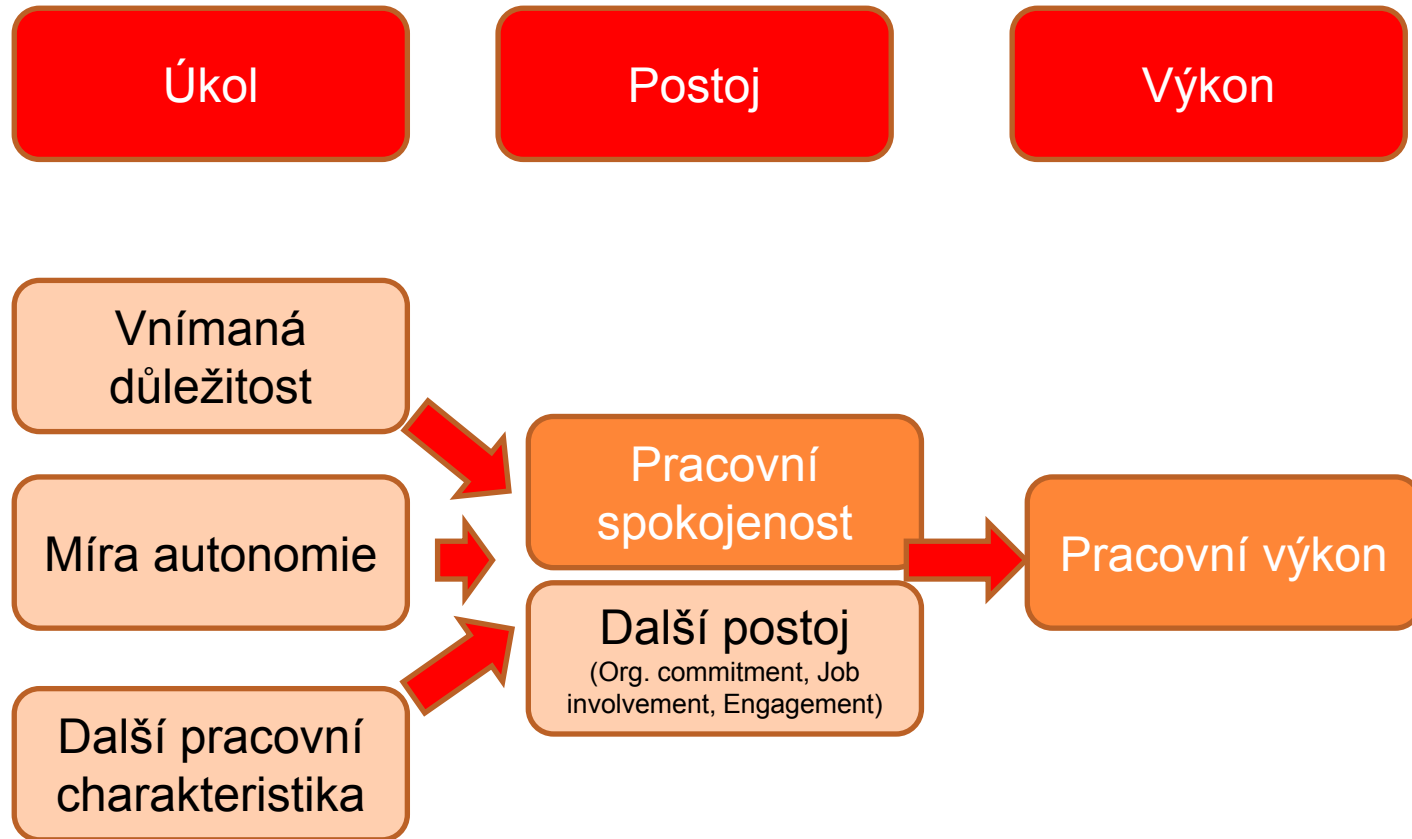 Úkol
Postoj
Výkon
Vnímaná
důležitost
Míra autonomie
Další pracovní
charakteristika
Pracovní
spokojenost
Další postoj
(Org. commitment, Job
involvement, Engagement)
Pracovní výkon